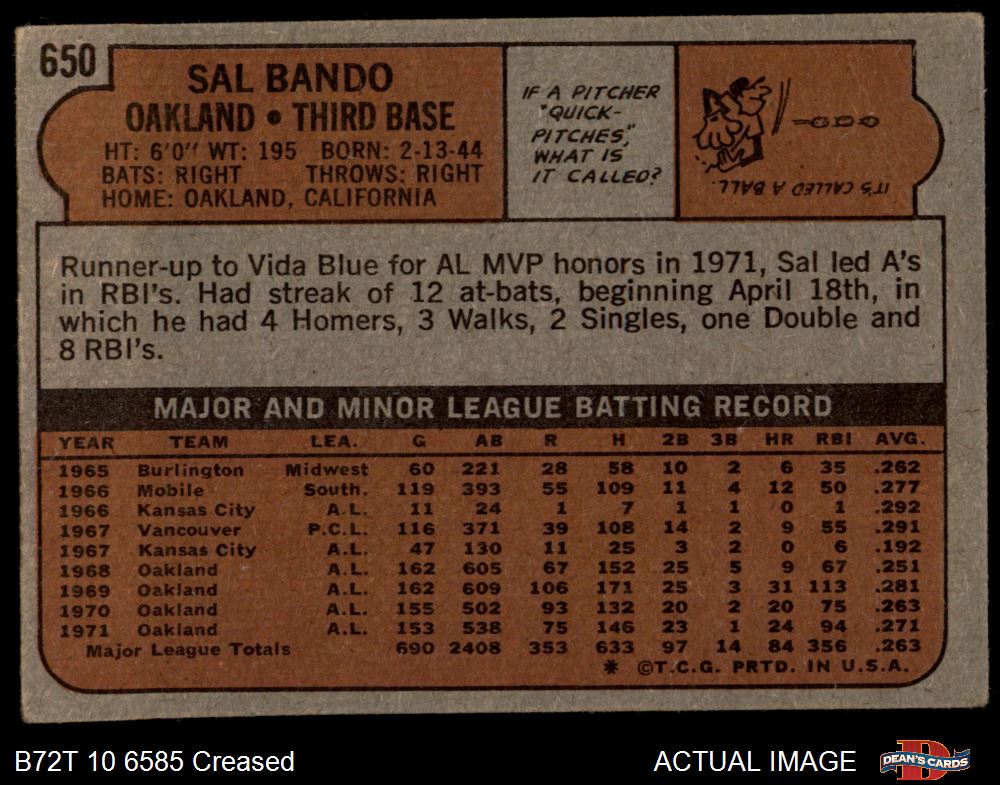 650
SAL BANDO
OAKLAND • THIRD BASE
HT: 6'0" WT: 195 BORN: 2-13-44
BATS: RIGHT THROWS: RIGHT
HOME: OAKLAND, CALIFORNIA
IF A PITCHER
"QUICK-
PITCHES,"
WHAT IS
IT CALLED?
IT'S CALLED A BALL.
Runner-up to Vida Blue for AL MVP honors in 1971, Sal led A's
in RBI's. Had streak of 12 at-bats, beginning April 18th, in
which he had 4 Homers, 3 Walks, 2 Singles, one Double and
8 RBI's.
MAJOR AND MINOR LEAGUE BATTING RECORD
YEAR TEAM LEA. G AB R H 2B 3B HR RBI AVG.
1965 Burlington Midwest 60 221 28 58 10 2 6 35 .262
1966 Mobile South. 119 393 55 109 11 4 12 50 .277
1966 Kansas City A.L. 11 24 1 7 1 1 0 1 .292
1967 Vancouver P.C.L. 116 371 39 108 14 2 9 55 .291
1967 Kansas City A.L. 47 130 11 25 3 2 0 6 .192
1968 Oakland A.L. 162 605 67 152 25 5 9 67 .251
1969 Oakland A.L. 162 609 106 171 25 3 31 113 .281
1970 Oakland A.L. 155 502 93 132 20 2 20 75 .263
1971 Oakland A.L. 153 538 75 146 23 1 24 94 .271
Major League Totals 690 2408 353 633 97 14 84 356 .263
* ©T.C.G. PRTD. IN U.S.A.
B72T 10 6585 Creased
ACTUAL IMAGE
D
DEAN'S CARDS